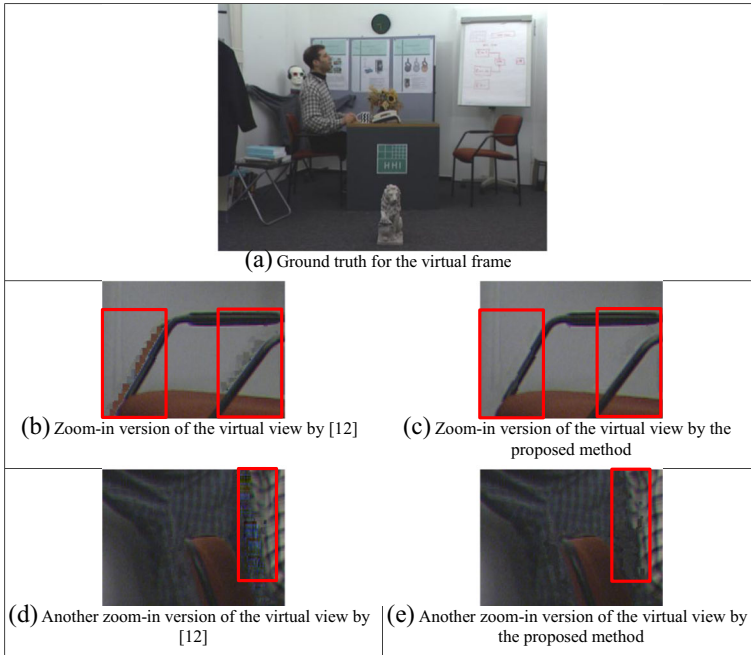 HHI
(a) Ground truth for the virtual frame
(b) Zoom-in version of the virtual view by [12]
(c) Zoom-in version of the virtual view by the
proposed method
(d) Another zoom-in version of the virtual view by
[12]
(e) Another zoom-in version of the virtual view by
the proposed method